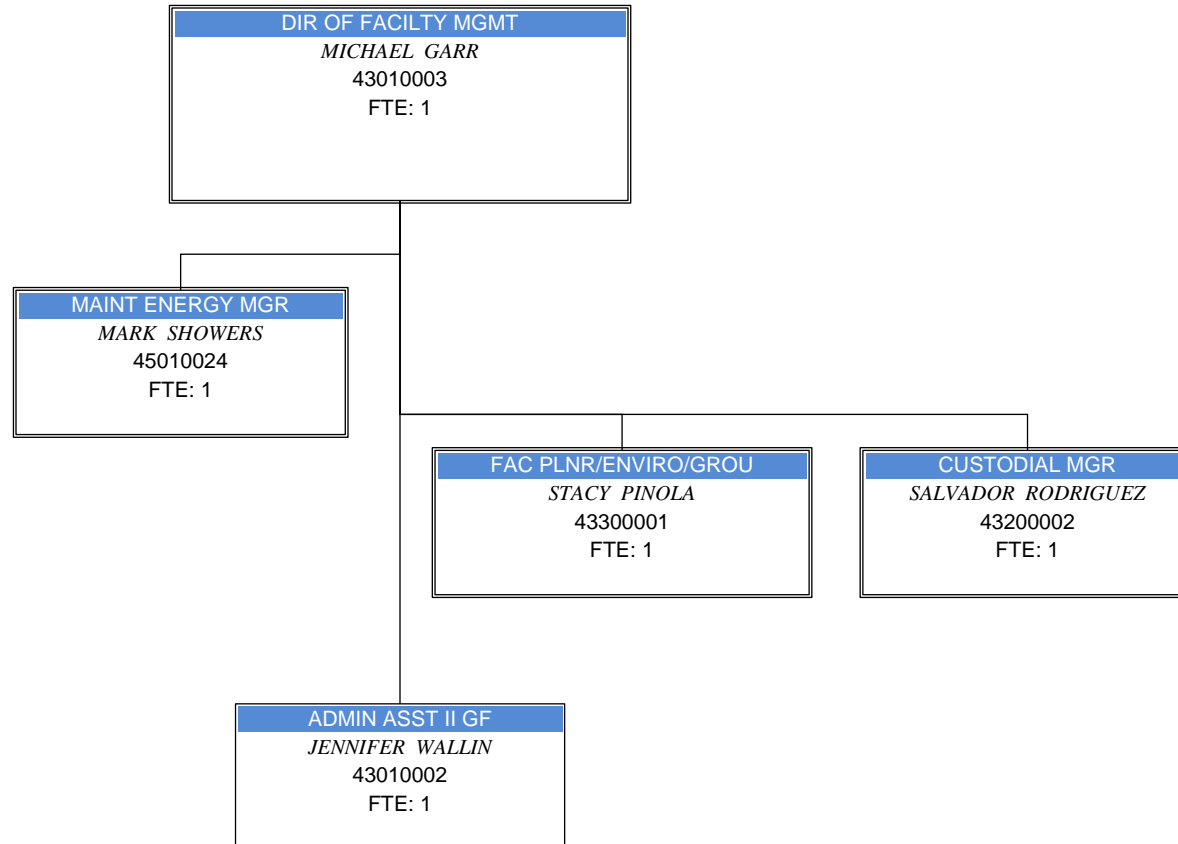 DIR OF FACILTY MGMT
MICHAEL GARR
43010003
FTE: 1
MAINT ENERGY MGR
MARK SHOWERS
45010024
FTE: 1
FAC PLNR/ENVIRO/GROU
STACY PINOLA
43300001
FTE: 1
CUSTODIAL MGR
SALVADOR RODRIGUEZ
43200002
FTE: 1
ADMIN ASST II GF
JENNIFER WALLIN
43010002
FTE: 1